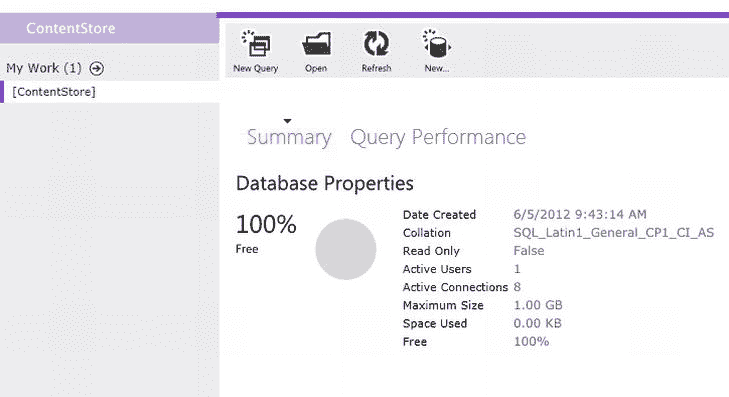 ContentStore
My Work (1)
[ContentStore]
New Query Open Refresh New...
Summary Query Performance
Database Properties
100%
Free
Date Created 6/5/2012 9:43:14 AM
Collation SQL_Latin1_General_CP1_CI_AS
Read Only False
Active Users 1
Active Connections 8
Maximum Size 1.00 GB
Space Used 0.00 KB
Free 100%